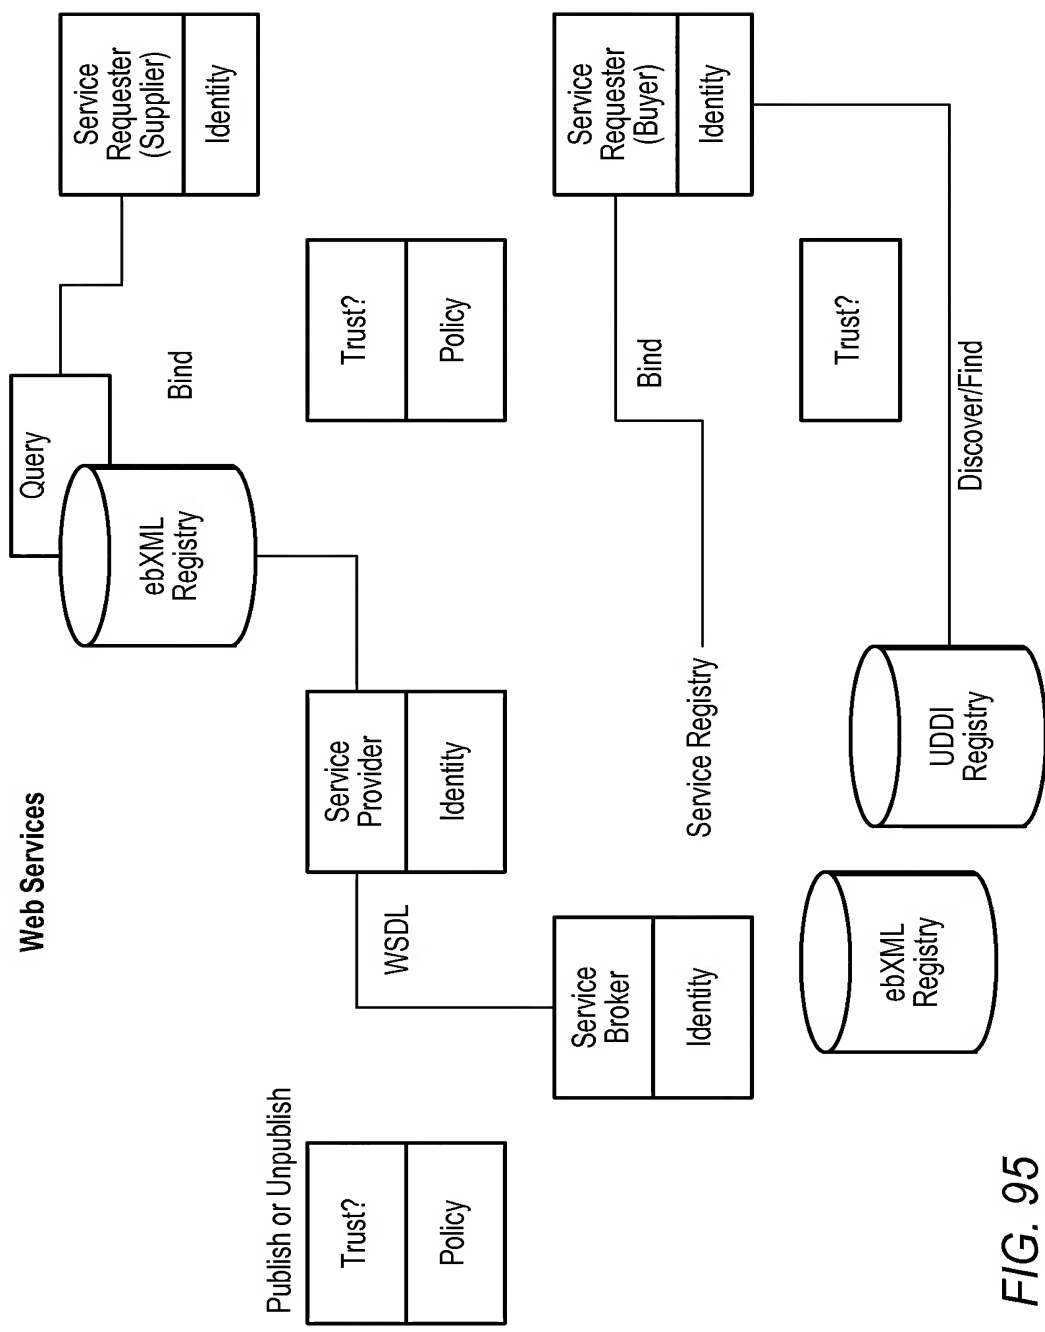 Web Services
Query
ebXML
Registry
Bind
Service
Requester
(Supplier)
Identity
Publish or Unpublish
Trust?
Policy
WSDL
Service
Provider
Identity
Trust?
Policy
Service
Broker
Identity
Service Registry
Bind
Service
Requester
(Buyer)
Identity
ebXML
Registry
UDDI
Registry
Trust?
Discover/Find
FIG. 95